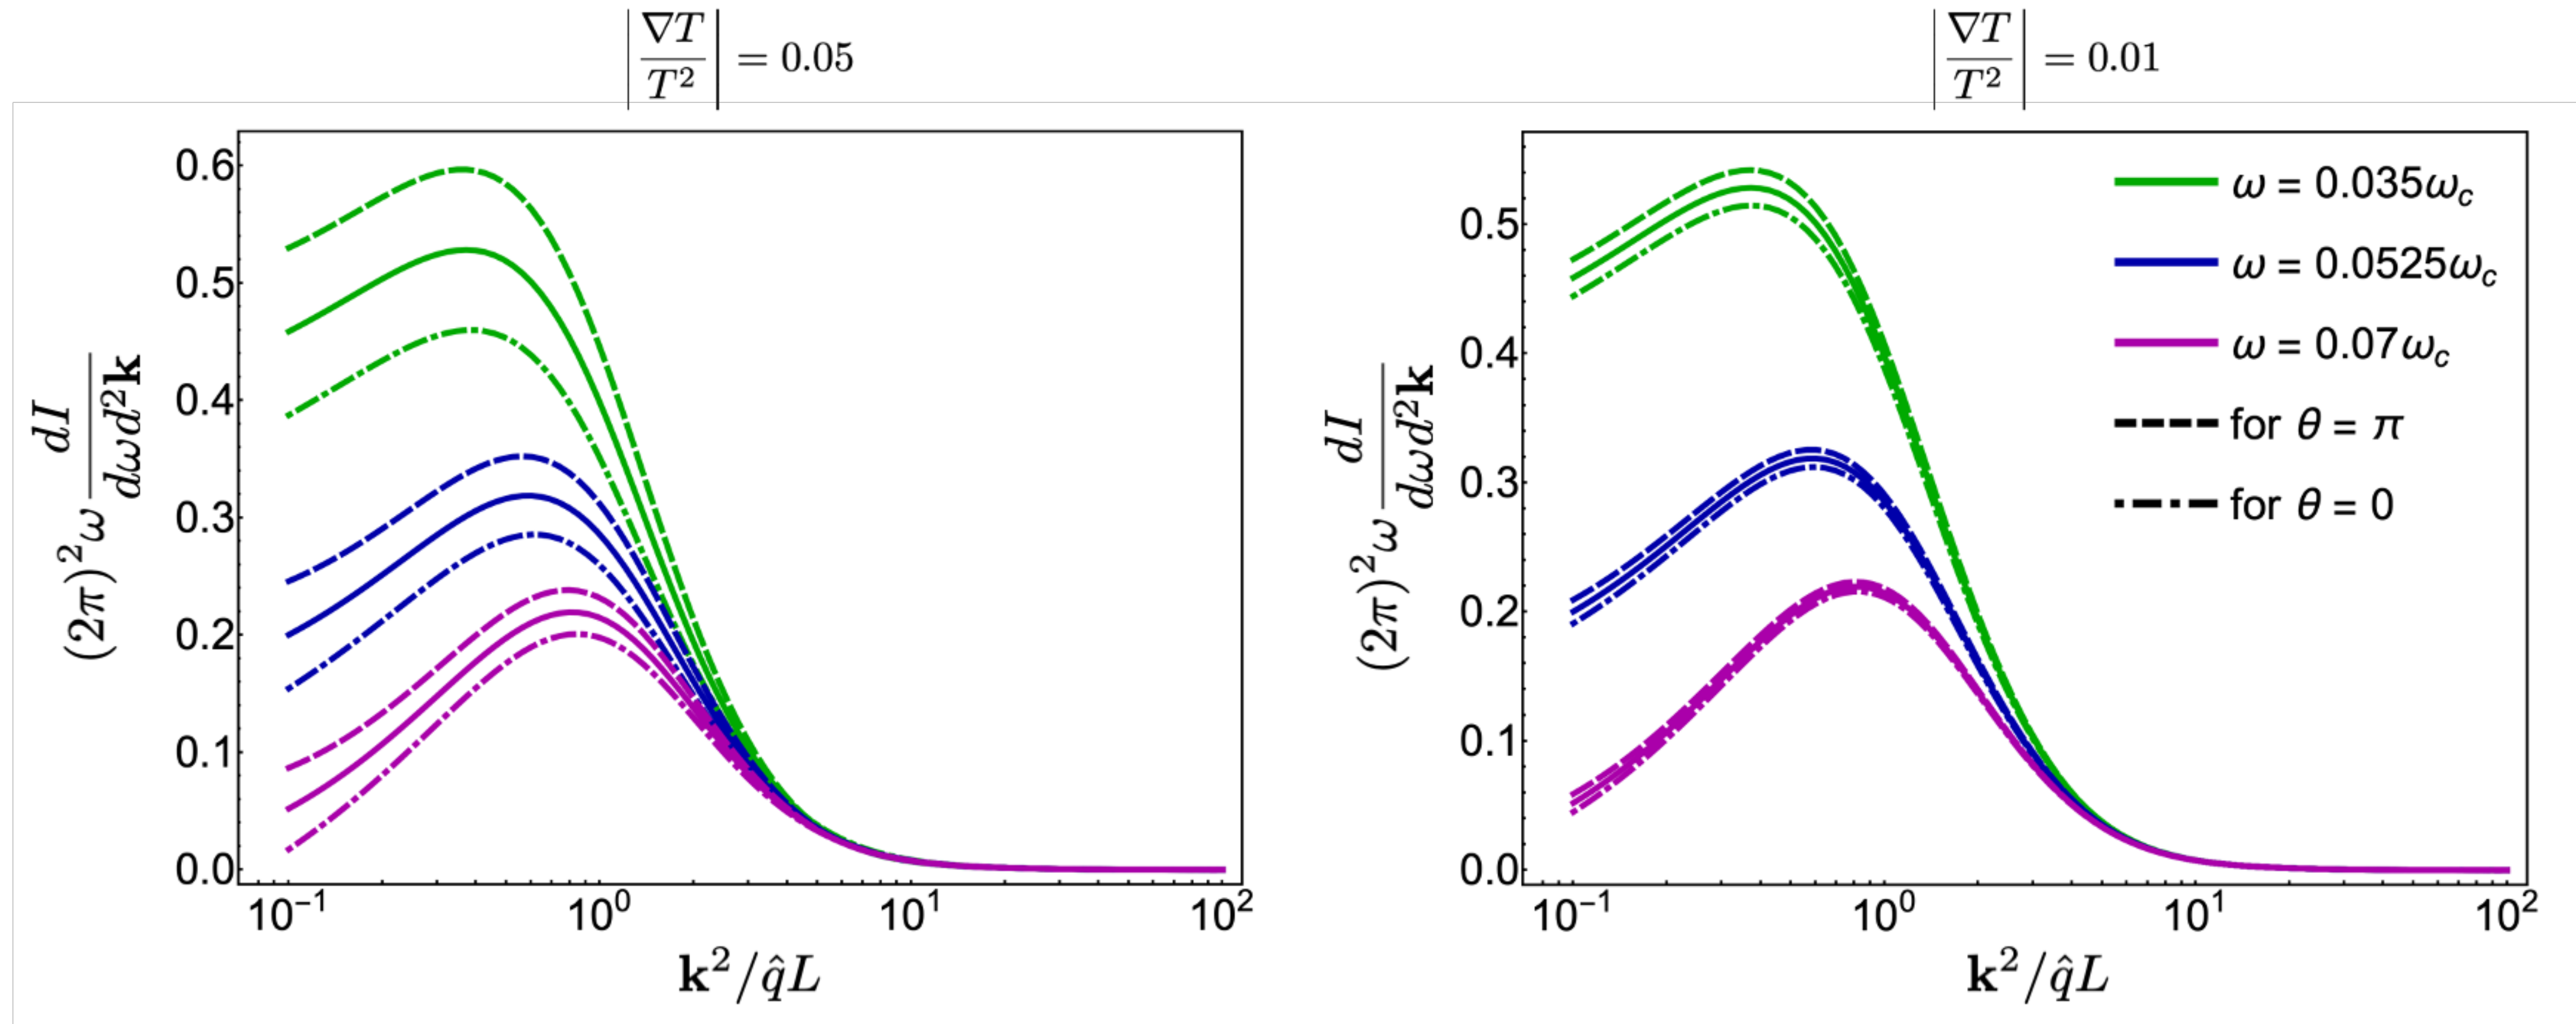 |∇T/T²| = 0.05
|∇T/T²| = 0.01
(2π)²ω dI/dωd²𝐤
0.6
0.5
0.4
0.3
0.2
0.1
0.0
10⁻¹ 10⁰ 10¹ 10²
𝐤²/q̂L
(2π)²ω dI/dωd²𝐤
0.5
0.4
0.3
0.2
0.1
0.0
10⁻¹ 10⁰ 10¹ 10²
𝐤²/q̂L
ω = 0.035ω_c
ω = 0.0525ω_c
ω = 0.07ω_c
for θ = π
for θ = 0